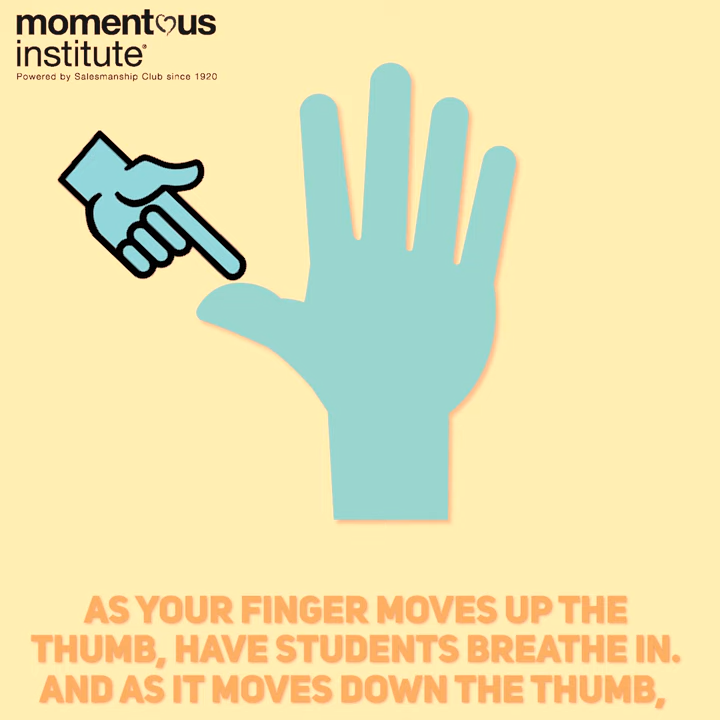 momentous
institute®
Powered by Salesmanship Club since 1920
AS YOUR FINGER MOVES UP THE
THUMB, HAVE STUDENTS BREATHE IN.
AND AS IT MOVES DOWN THE THUMB,